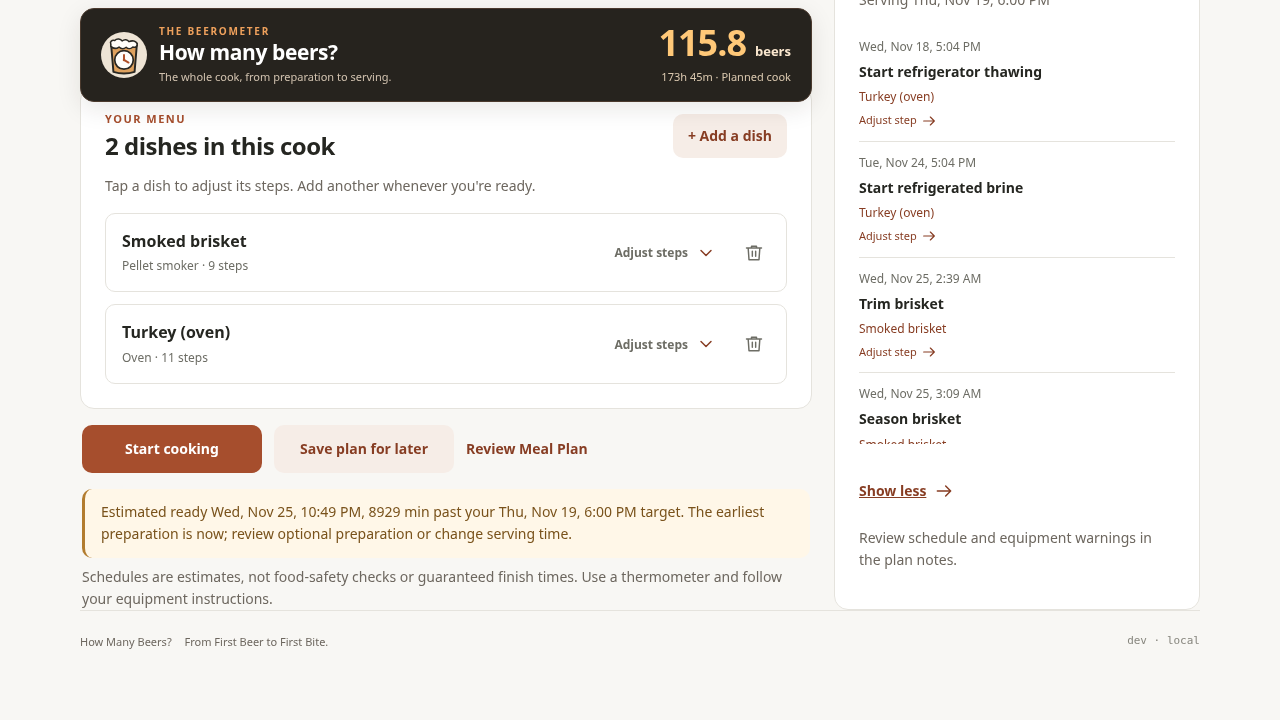 THE BEEROMETER
How many beers?
The whole cook, from preparation to serving.
115.8 beers
173h 45m · Planned cook
YOUR MENU
2 dishes in this cook
+ Add a dish
Tap a dish to adjust its steps. Add another whenever you're ready.
Smoked brisket
Pellet smoker · 9 steps
Adjust steps
Turkey (oven)
Oven · 11 steps
Adjust steps
Start cooking
Save plan for later
Review Meal Plan
Estimated ready Wed, Nov 25, 10:49 PM, 8929 min past your Thu, Nov 19, 6:00 PM target. The earliest
preparation is now; review optional preparation or change serving time.
Schedules are estimates, not food-safety checks or guaranteed finish times. Use a thermometer and follow
your equipment instructions.
Serving Thu, Nov 19, 6:00 PM
Wed, Nov 18, 5:04 PM
Start refrigerator thawing
Turkey (oven)
Adjust step →
Tue, Nov 24, 5:04 PM
Start refrigerated brine
Turkey (oven)
Adjust step →
Wed, Nov 25, 2:39 AM
Trim brisket
Smoked brisket
Adjust step →
Wed, Nov 25, 3:09 AM
Season brisket
Smoked brisket
Show less →
Review schedule and equipment warnings in
the plan notes.
How Many Beers? From First Beer to First Bite.
dev · local